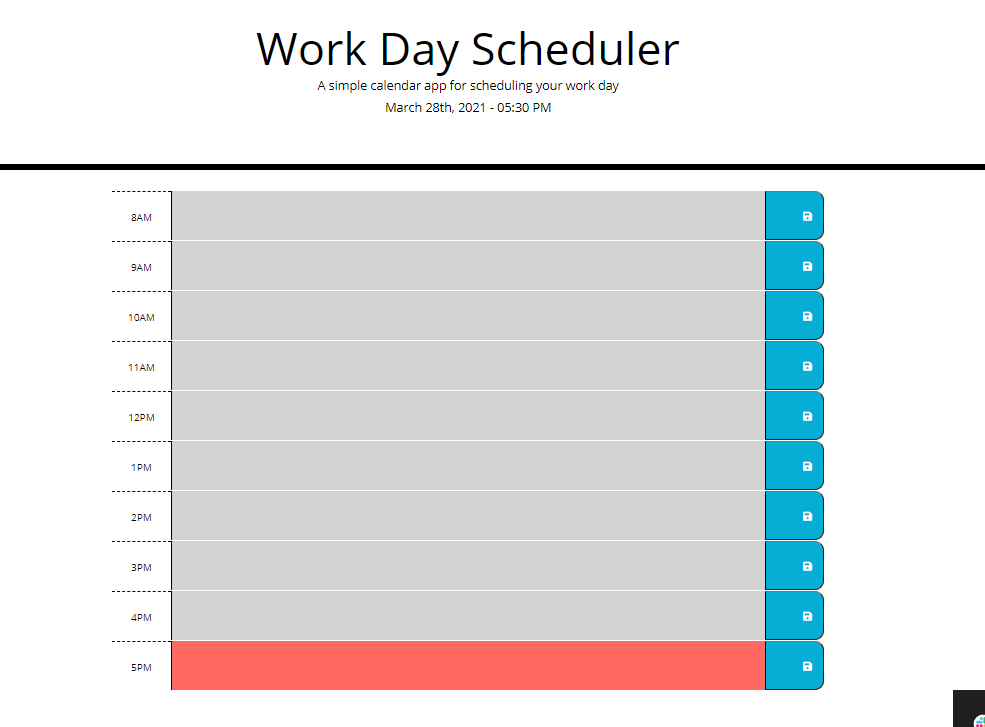 Work Day Scheduler
A simple calendar app for scheduling your work day
March 28th, 2021 - 05:30 PM
8AM
9AM
10AM
11AM
12PM
1PM
2PM
3PM
4PM
5PM